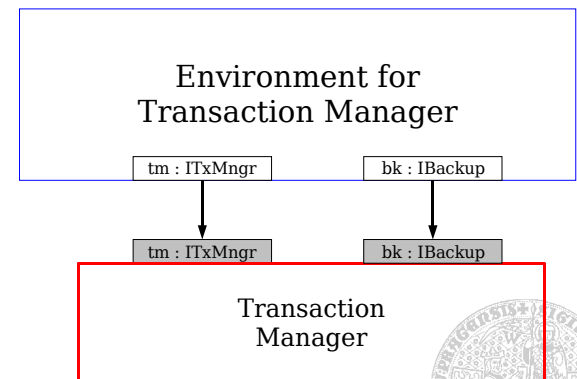 Environment for
Transaction Manager
tm : ITxMngr
bk : IBackup
tm : ITxMngr
bk : IBackup
Transaction
Manager